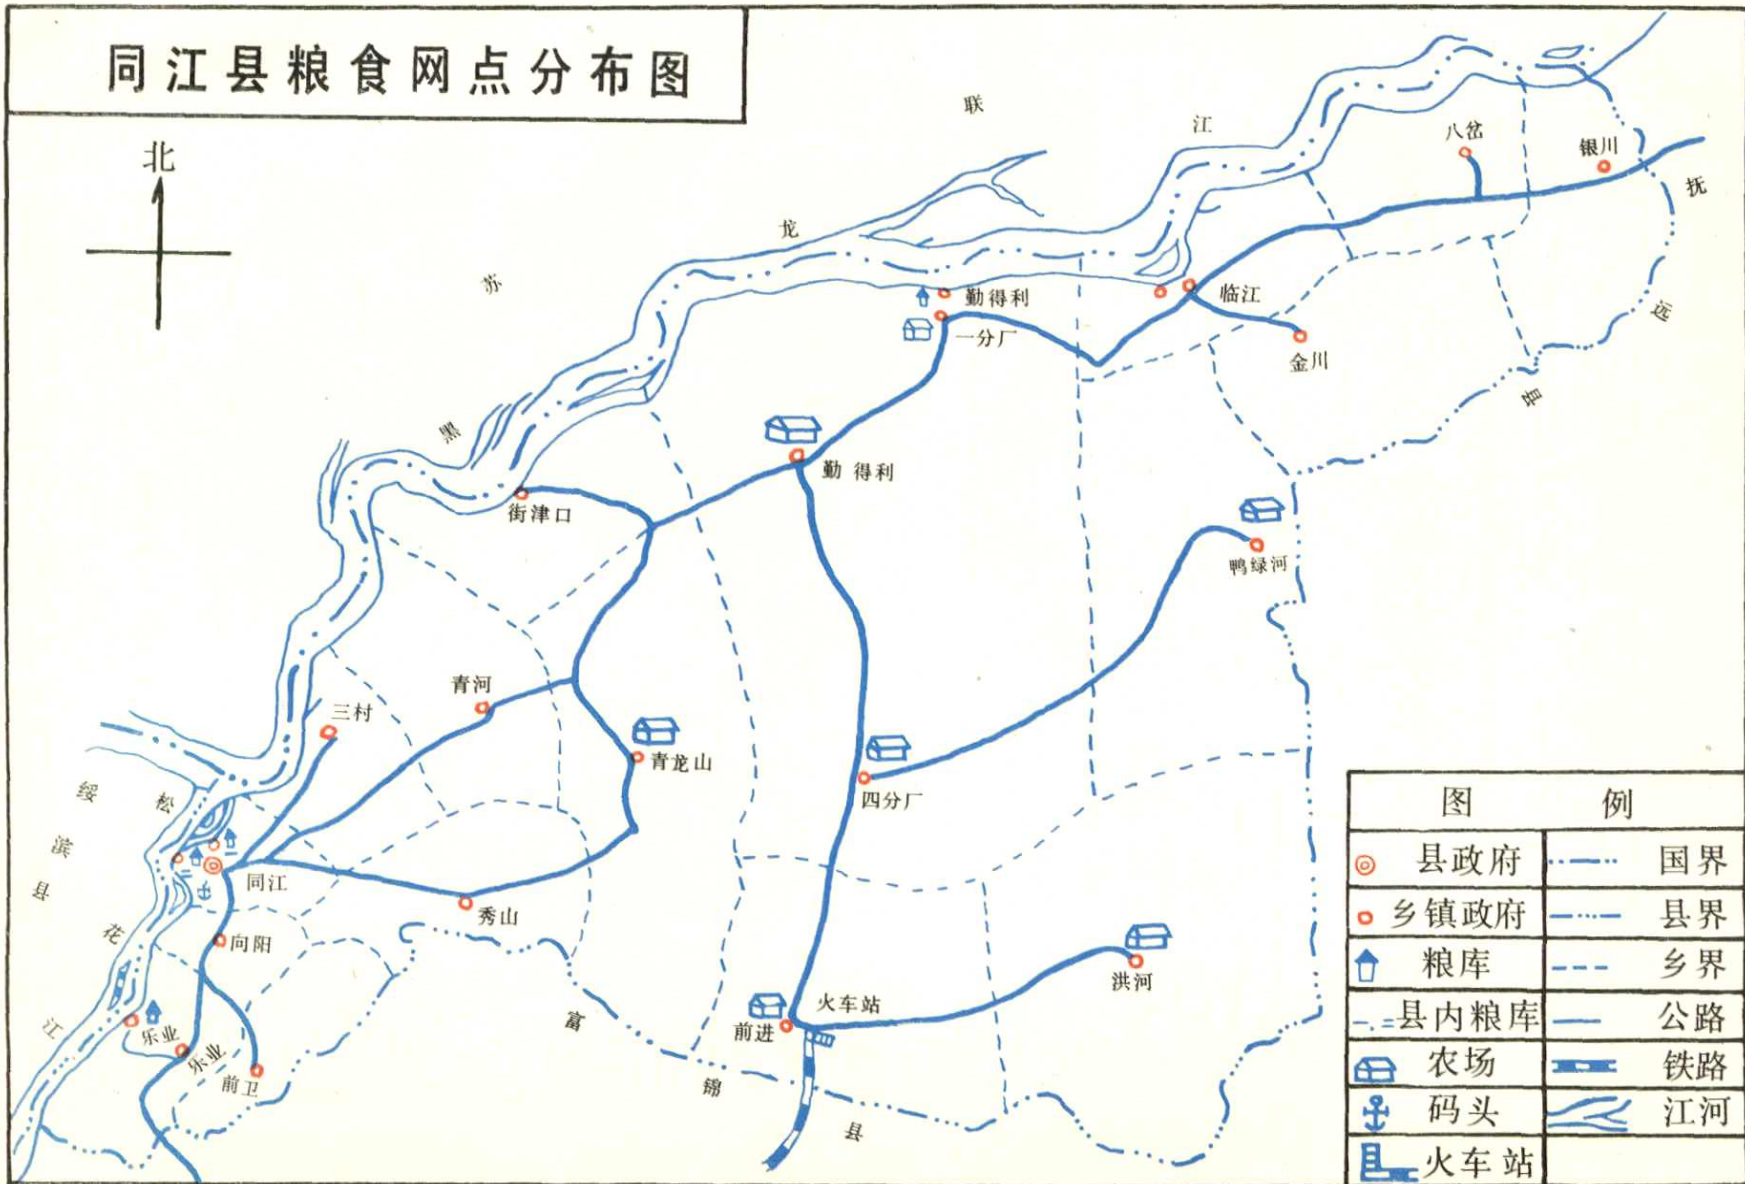 同江县粮食网点分布图
北
联
江
八岔
银川
抚
龙
苏
远
勤得利
临江
一分厂
金川
县
黑
勤得利
街津口
鸭绿河
青河
三村
青龙山
四分厂
绥
松
滨
县
同江
花
秀山
向阳
洪河
火车站
前进
富
江
乐业
乐业
前卫
锦
县
图 例
县政府 国界
乡镇政府 县界
粮库 乡界
县内粮库 公路
农场 铁路
码头 江河
火车站